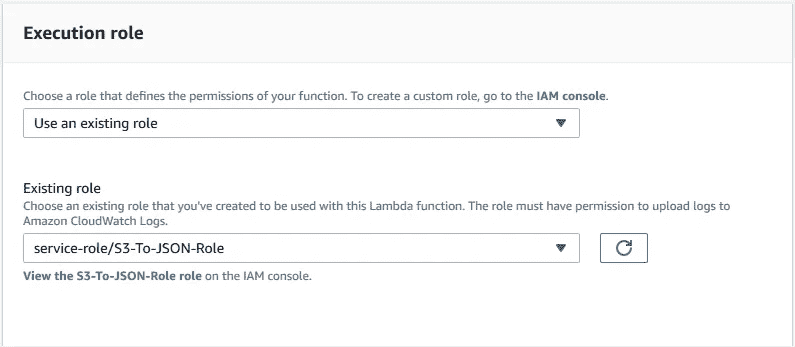 Execution role
Choose a role that defines the permissions of your function. To create a custom role, go to the IAM console.
Use an existing role
Existing role
Choose an existing role that you've created to be used with this Lambda function. The role must have permission to upload logs to
Amazon CloudWatch Logs.
service-role/S3-To-JSON-Role
View the S3-To-JSON-Role role on the IAM console.